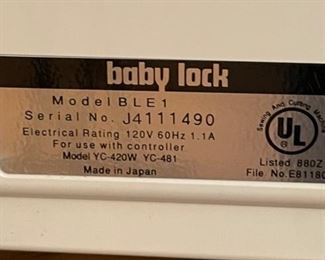 baby lock
Model BLE1
Serial No. J4111490
Electrical Rating 120V 60Hz 1.1A
For use with controller
Model YC-420W YC-481
Made in Japan
Sewing And Cutting
UL
®
Listed 880Z
File No. E81180